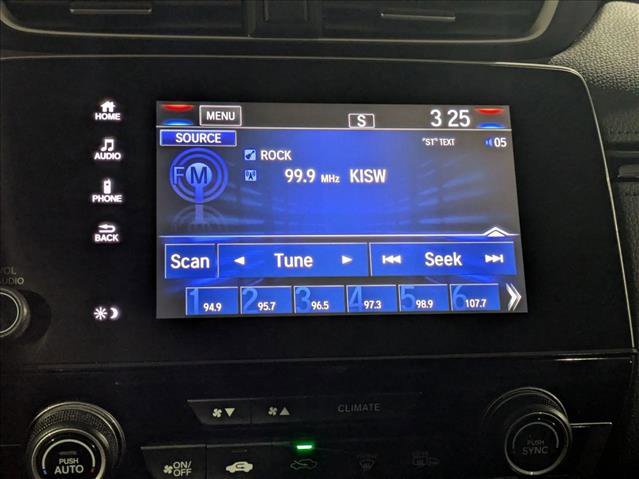 HOME
AUDIO
PHONE
BACK
VOL
AUDIO
MENU
S
3 25
SOURCE
"ST" TEXT
05
FM
ROCK
99.9 MHz KISW
Scan
Tune
Seek
1 94.9
2 95.7
3 96.5
4 97.3
5 98.9
6 107.7
CLIMATE
PUSH
AUTO
ON/
OFF
PUSH
SYNC